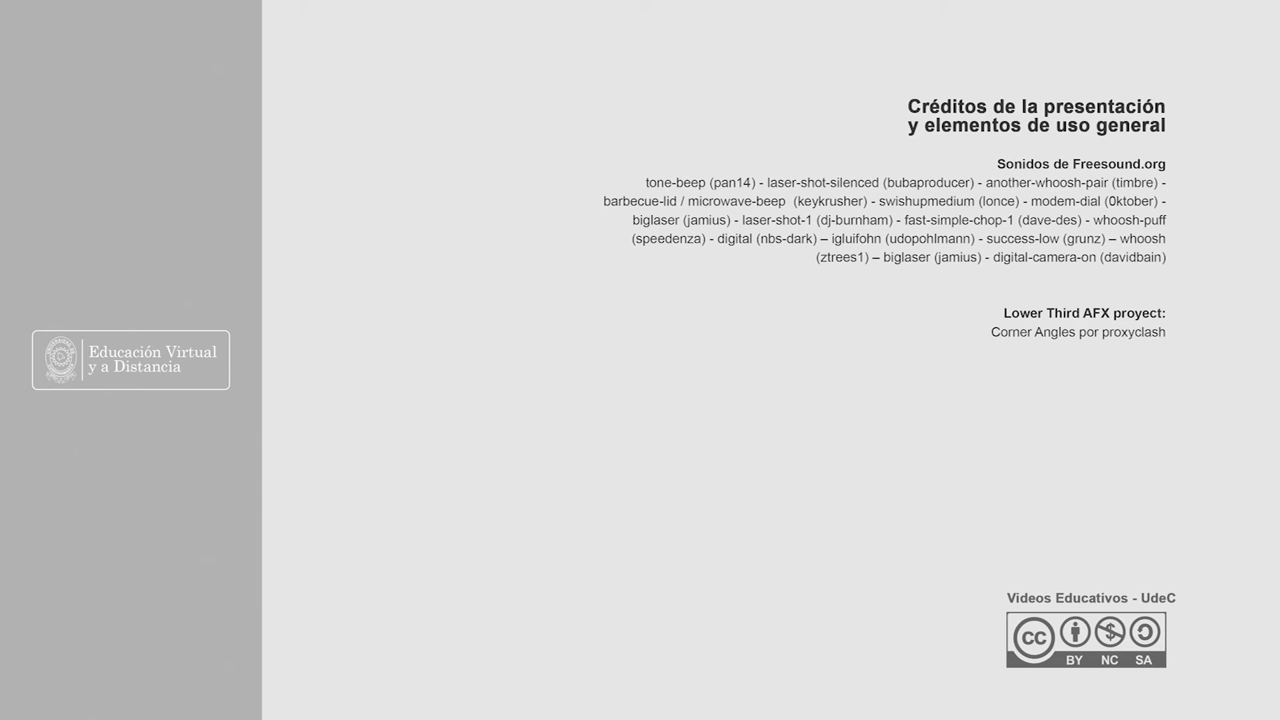 Créditos de la presentación
y elementos de uso general
Sonidos de Freesound.org
tone-beep (pan14) - laser-shot-silenced (bubaproducer) - another-whoosh-pair (timbre) -
barbecue-lid / microwave-beep  (keykrusher) - swishupmedium (lonce) - modem-dial (0ktober) -
biglaser (jamius) - laser-shot-1 (dj-burnham) - fast-simple-chop-1 (dave-des) - whoosh-puff
(speedenza) - digital (nbs-dark) – igluifohn (udopohlmann) - success-low (grunz) – whoosh
(ztrees1) – biglaser (jamius) - digital-camera-on (davidbain)
Lower Third AFX proyect:
Corner Angles por proxyclash
Educación Virtual
y a Distancia
Videos Educativos - UdeC
cc
BY NC SA